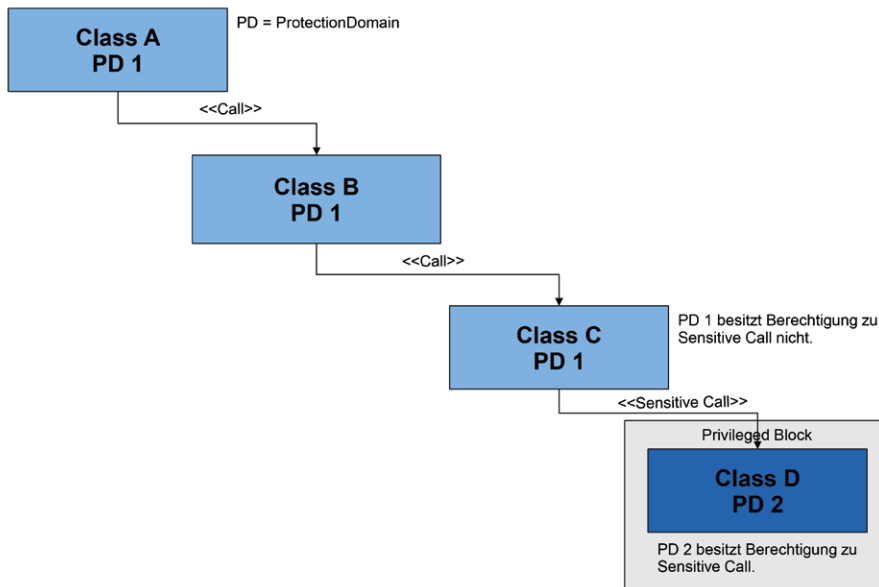 Class A
PD 1
PD = ProtectionDomain
<<Call>>
Class B
PD 1
<<Call>>
Class C
PD 1
PD 1 besitzt Berechtigung zu
Sensitive Call nicht.
<<Sensitive Call>>
Privileged Block
Class D
PD 2
PD 2 besitzt Berechtigung zu
Sensitive Call.